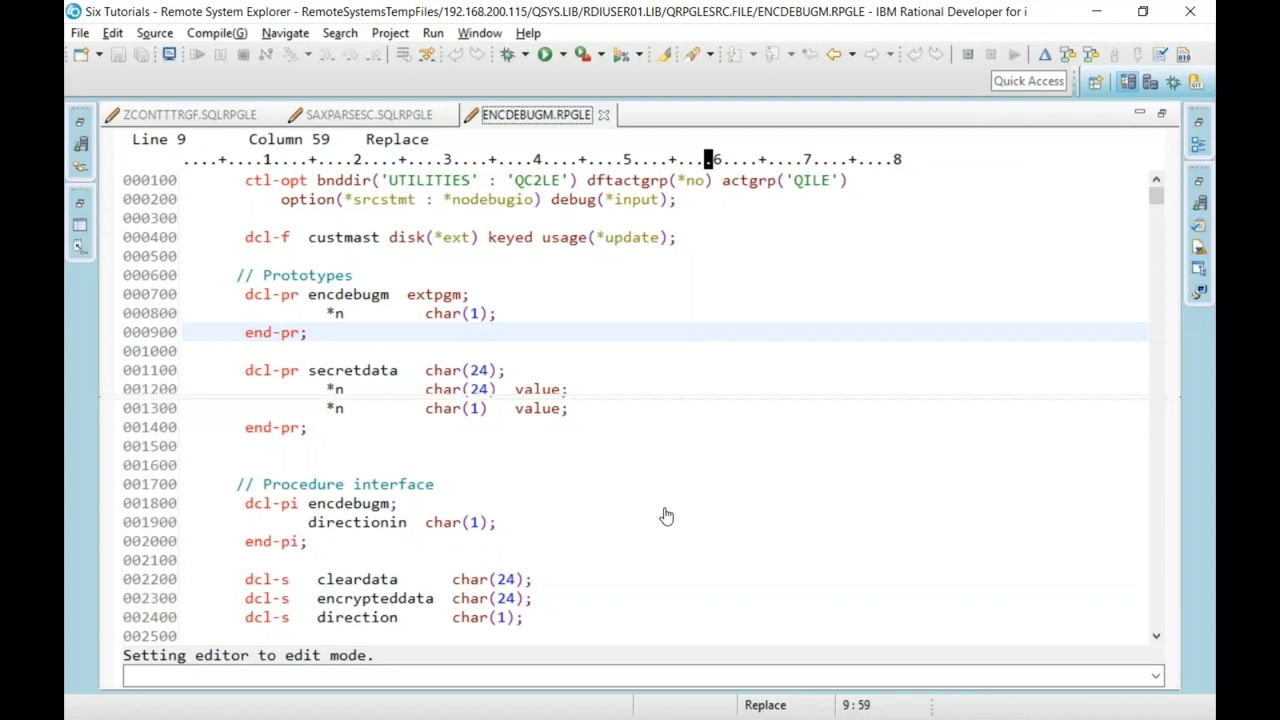 Six Tutorials - Remote System Explorer - RemoteSystemsTempFiles/192.168.200.115/QSYS.LIB/RDIUSER01.LIB/QRPGLESRC.FILE/ENCDEBUGM.RPGLE - IBM Rational Developer for i
File Edit Source Compile(G) Navigate Search Project Run Window Help
Quick Access
ZCONTTTRGF.SQLRPGLE SAXPARSESC.SQLRPGLE ENCDEBUGM.RPGLE
Line 9 Column 59 Replace
....+....1....+....2....+....3....+....4....+....5....+....6....+....7....+....8
000100 ctl-opt bnddir('UTILITIES' : 'QC2LE') dftactgrp(*no) actgrp('QILE')
000200 option(*srcstmt : *nodebugio) debug(*input);
000300
000400 dcl-f custmast disk(*ext) keyed usage(*update);
000500
000600 // Prototypes
000700 dcl-pr encdebugm extpgm;
000800 *n char(1);
000900 end-pr;
001000
001100 dcl-pr secretdata char(24);
001200 *n char(24) value;
001300 *n char(1) value;
001400 end-pr;
001500
001600
001700 // Procedure interface
001800 dcl-pi encdebugm;
001900 directionin char(1);
002000 end-pi;
002100
002200 dcl-s cleardata char(24);
002300 dcl-s encrypteddata char(24);
002400 dcl-s direction char(1);
002500
Setting editor to edit mode.
Replace 9:59